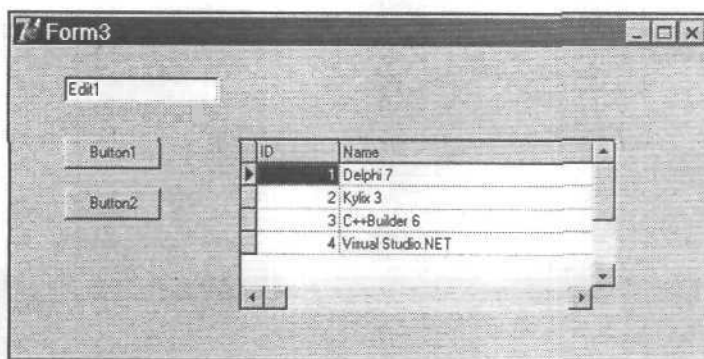 Form3
Edit1
Button1
Button2
ID Name
1 Delphi 7
2 Kylix 3
3 C++Builder 6
4 Visual Studio.NET